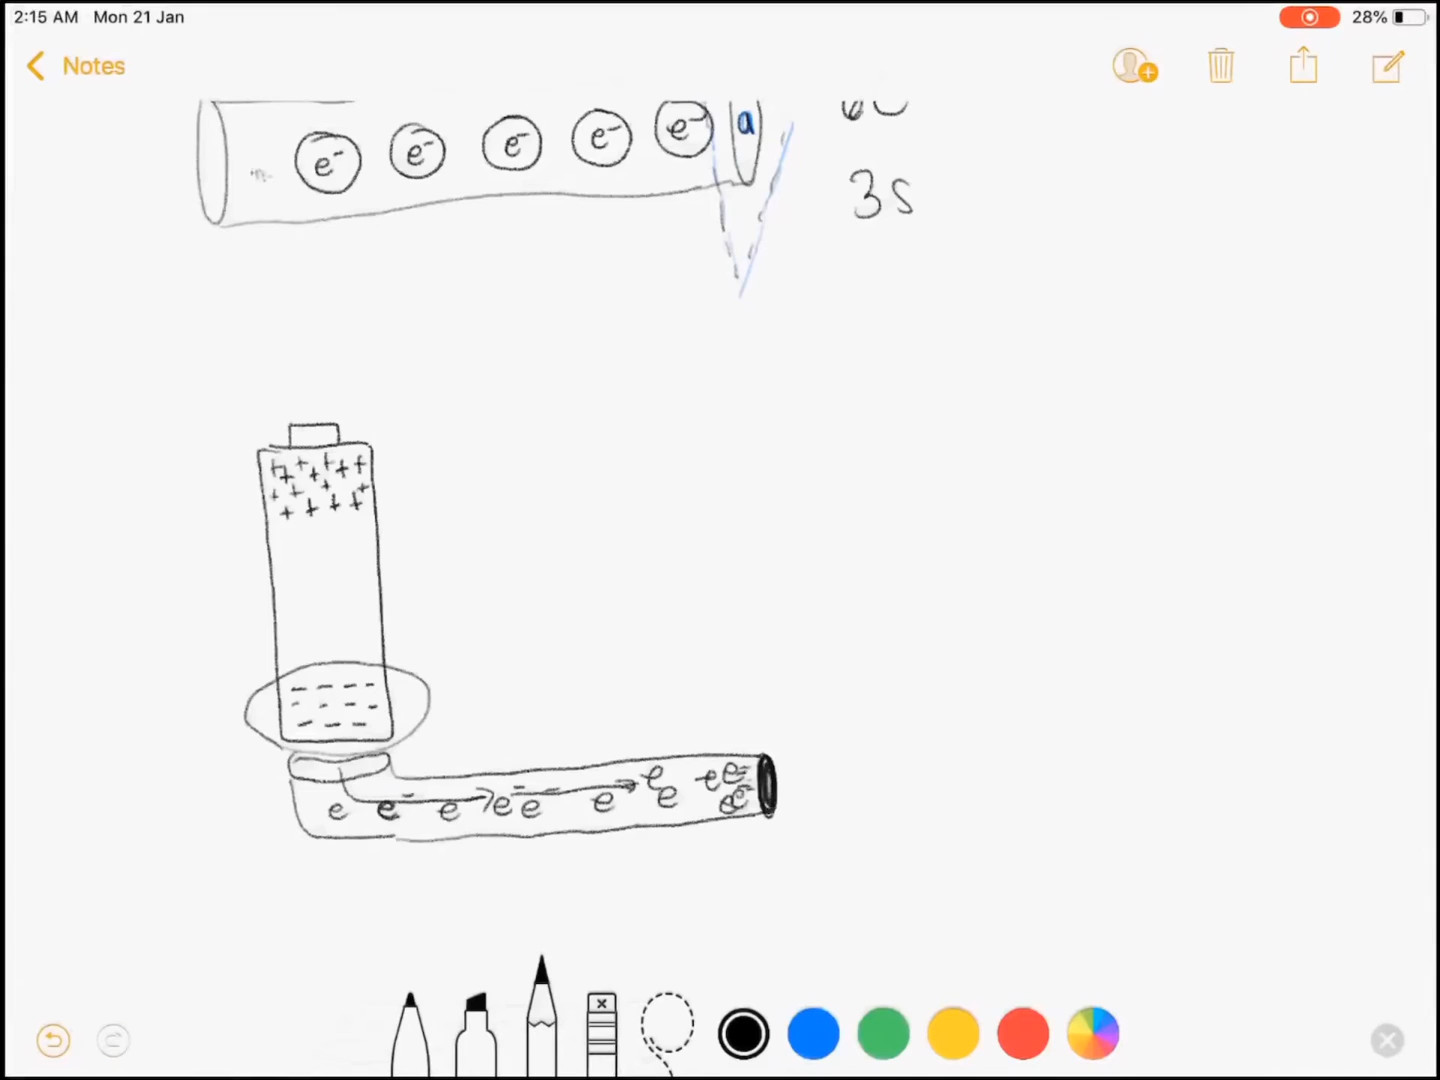 2:15 AM Mon 21 Jan
28%
Notes
e⁻ e⁻ e⁻ e⁻ e⁻ a
3s
+ + + + + + +
+ + + +
+ + + +
- - - -
- - - -
- - -
e e⁻ e e⁻ e⁻ e e e e e⁻ e e⁻